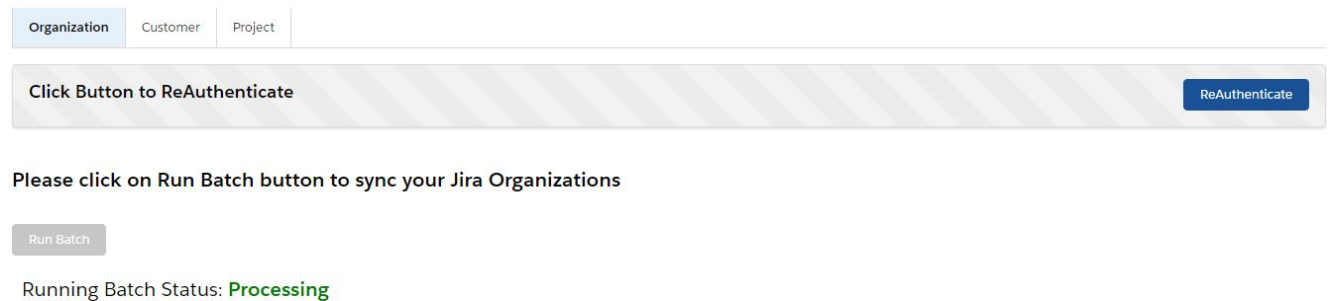 Organization Customer Project
Click Button to ReAuthenticate ReAuthenticate
Please click on Run Batch button to sync your Jira Organizations
Run Batch
Running Batch Status: Processing